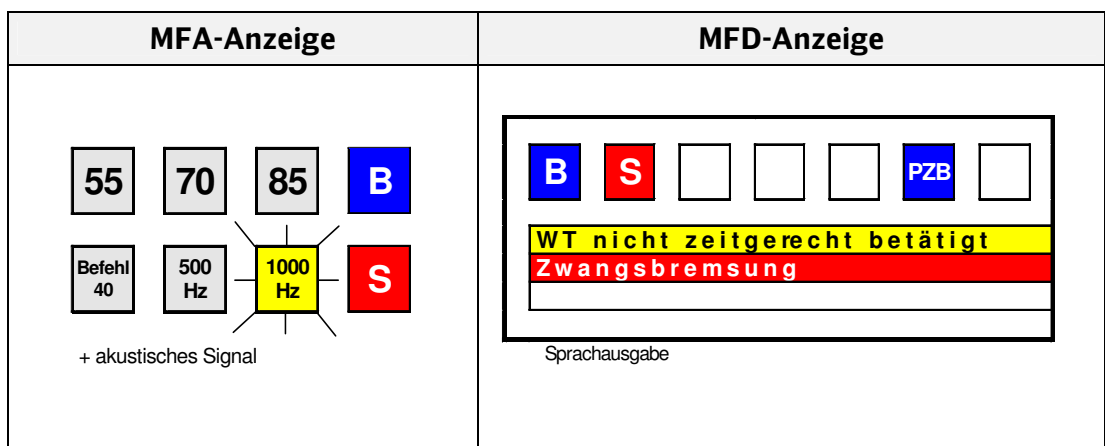 MFA-Anzeige MFD-Anzeige
55 70 85 B
Befehl 40 500 Hz 1000 Hz S
+ akustisches Signal
B S PZB
WT nicht zeitgerecht betätigt
Zwangsbremsung
Sprachausgabe